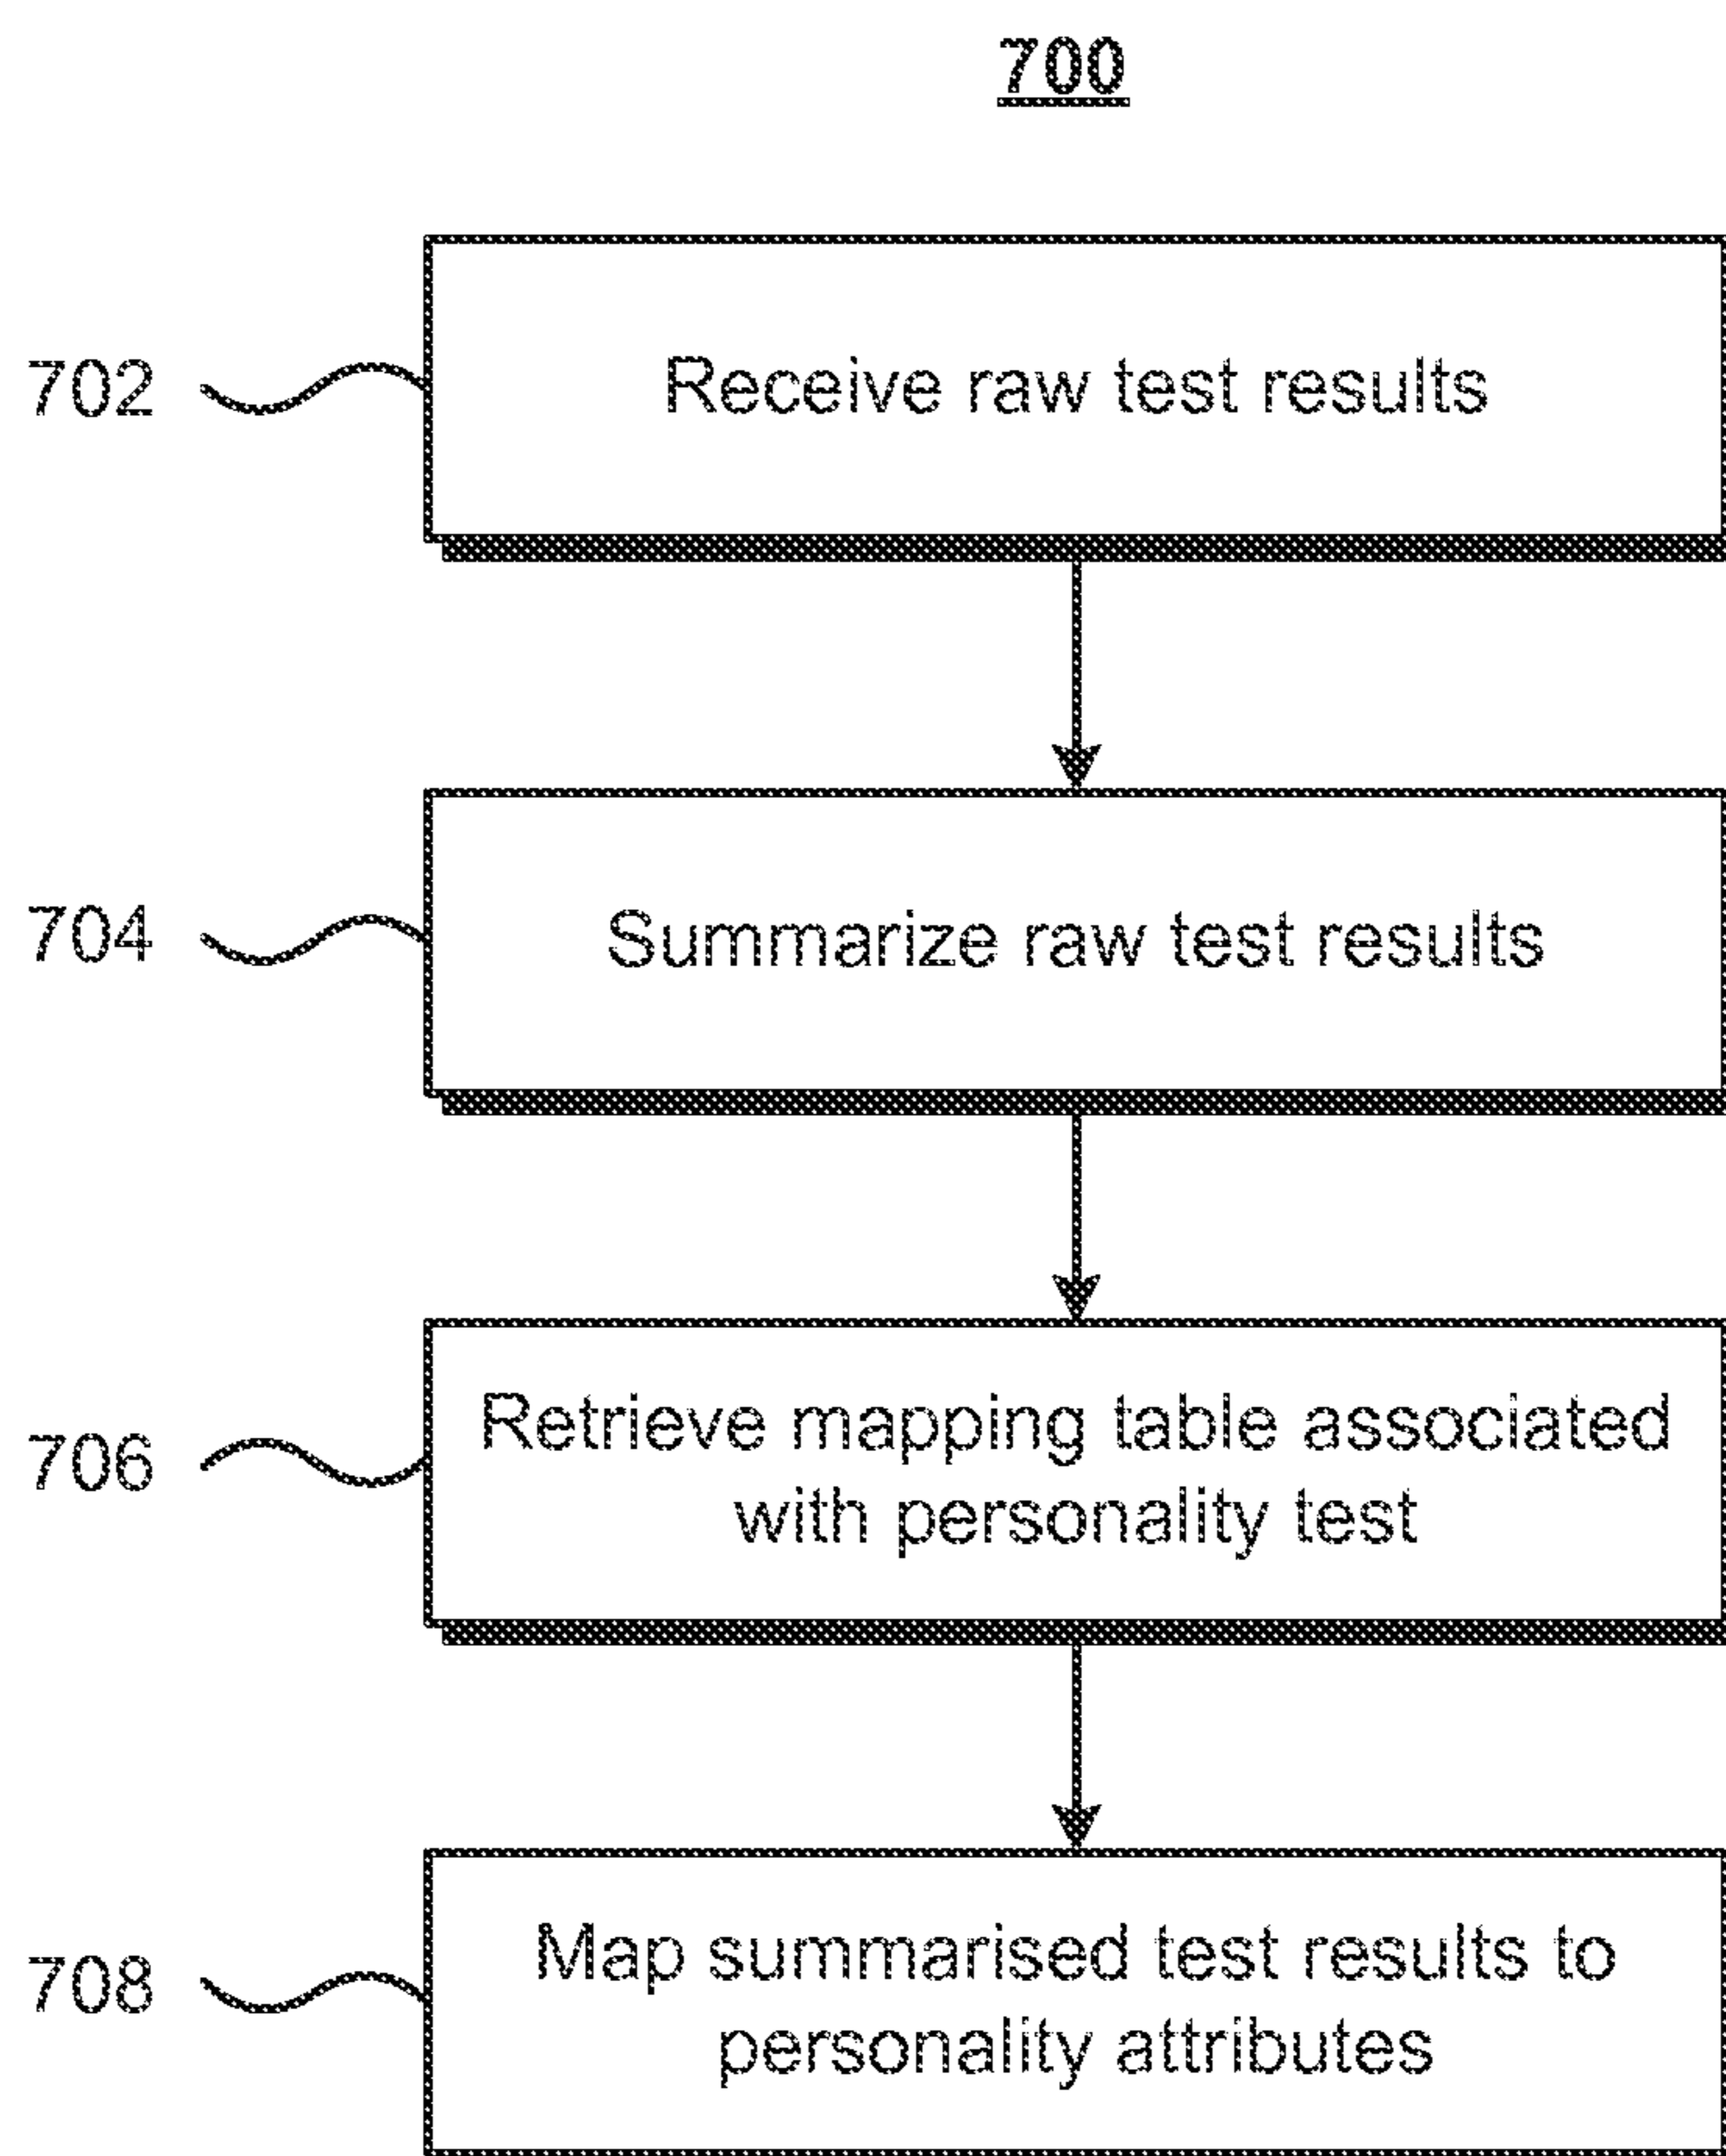 700
702
Receive raw test results
704
Summarize raw test results
706
Retrieve mapping table associated
with personality test
708
Map summarised test results to
personality attributes